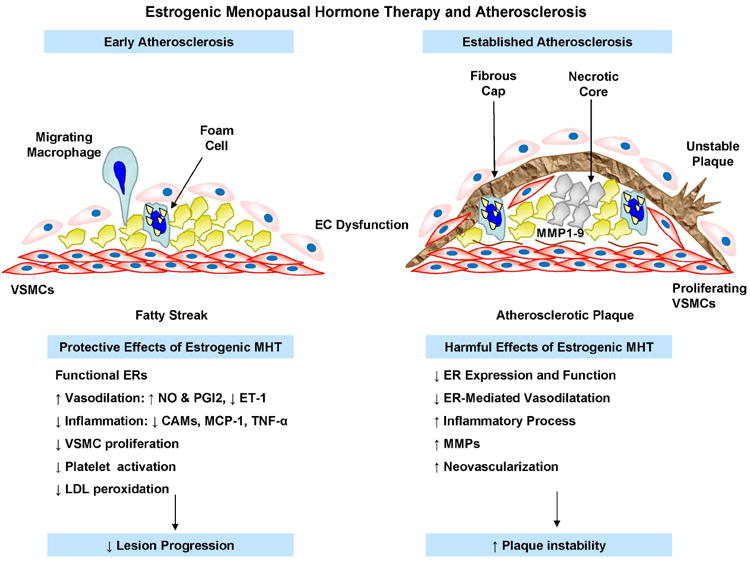 Estrogenic Menopausal Hormone Therapy and Atherosclerosis
Early Atherosclerosis
Migrating
Macrophage
Foam
Cell
VSMCs
Fatty Streak
Protective Effects of Estrogenic MHT
Functional ERs
↑ Vasodilation: ↑ NO & PGI2, ↓ ET-1
↓ Inflammation: ↓ CAMs, MCP-1, TNF-α
↓ VSMC proliferation
↓ Platelet activation
↓ LDL peroxidation
↓ Lesion Progression
Established Atherosclerosis
Fibrous
Cap
Necrotic
Core
Unstable
Plaque
EC Dysfunction
MMP1-9
Proliferating
VSMCs
Atherosclerotic Plaque
Harmful Effects of Estrogenic MHT
↓ ER Expression and Function
↓ ER-Mediated Vasodilatation
↑ Inflammatory Process
↑ MMPs
↑ Neovascularization
↑ Plaque instability